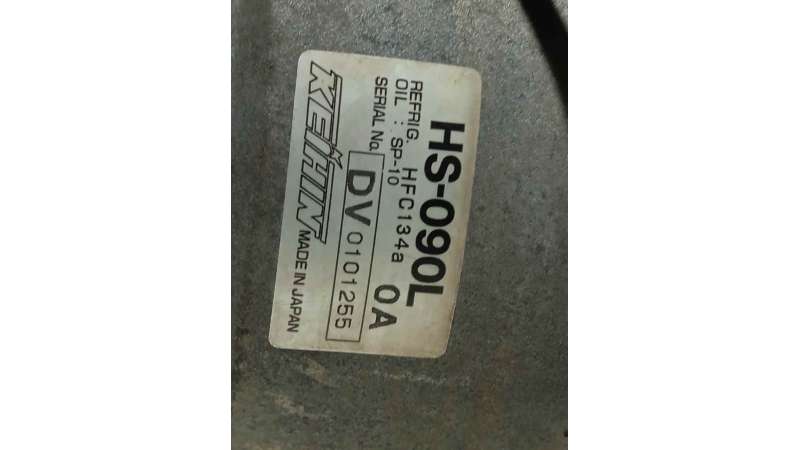 HS-090L
REFRIG. HFC134a 0A
OIL : SP-10
SERIAL No. DV 0101255
KEIHIN MADE IN JAPAN